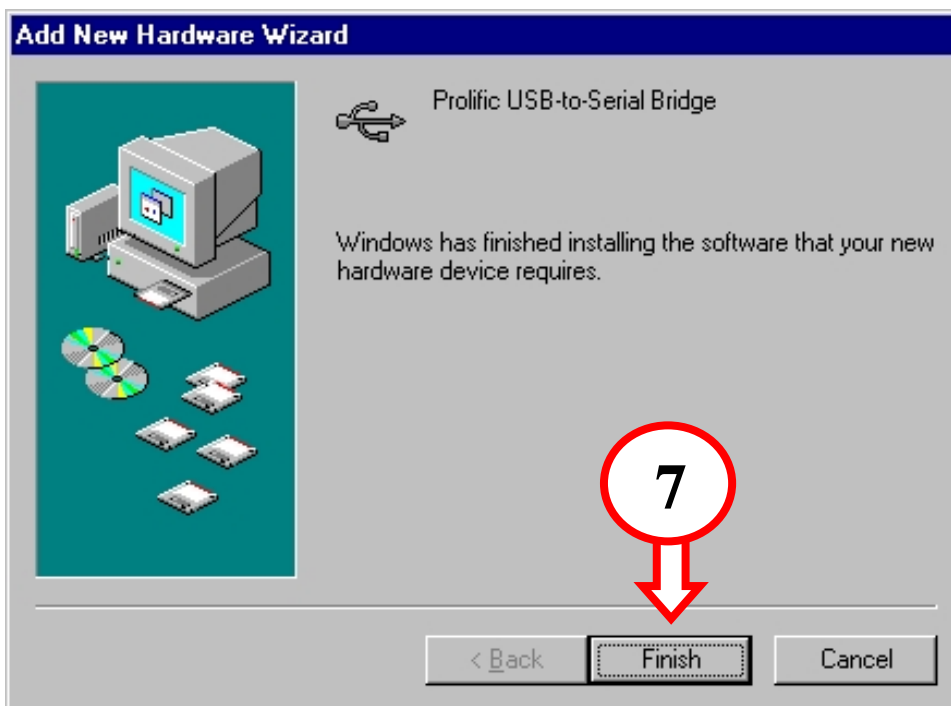 Add New Hardware Wizard
Prolific USB-to-Serial Bridge
Windows has finished installing the software that your new
hardware device requires.
7
< Back
Finish
Cancel